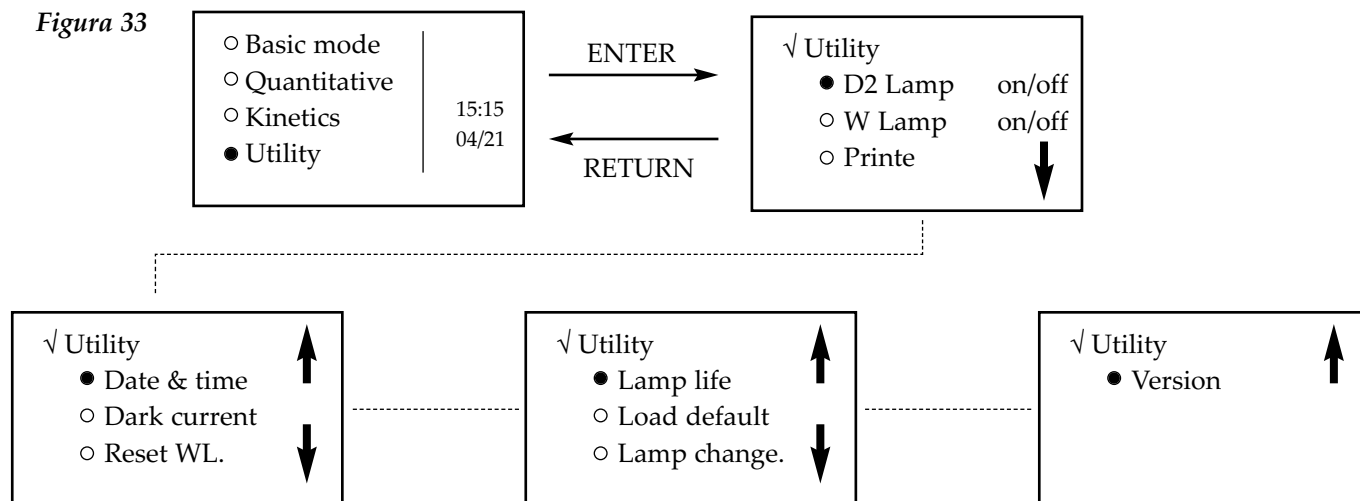 Figura 33
Basic mode
Quantitative
Kinetics
Utility
15:15
04/21
ENTER
RETURN
√ Utility
D2 Lamp on/off
W Lamp on/off
Printe
√ Utility
Date & time
Dark current
Reset WL.
√ Utility
Lamp life
Load default
Lamp change.
√ Utility
Version